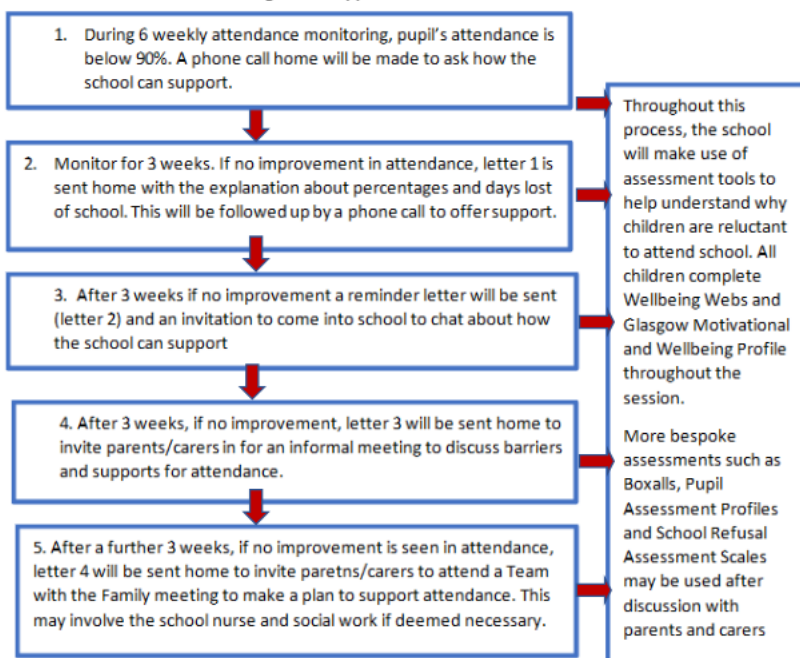 1. During 6 weekly attendance monitoring, pupil's attendance is
below 90%. A phone call home will be made to ask how the
school can support.
2. Monitor for 3 weeks. If no improvement in attendance, letter 1 is
sent home with the explanation about percentages and days lost
of school. This will be followed up by a phone call to offer support.
3. After 3 weeks if no improvement a reminder letter will be sent
(letter 2) and an invitation to come into school to chat about how
the school can support
4. After 3 weeks, if no improvement, letter 3 will be sent home to
invite parents/carers in for an informal meeting to discuss barriers
and supports for attendance.
5. After a further 3 weeks, if no improvement is seen in attendance,
letter 4 will be sent home to invite paretns/carers to attend a Team
with the Family meeting to make a plan to support attendance. This
may involve the school nurse and social work if deemed necessary.
Throughout this
process, the school
will make use of
assessment tools to
help understand why
children are reluctant
to attend school. All
children complete
Wellbeing Webs and
Glasgow Motivational
and Wellbeing Profile
throughout the
session.
More bespoke
assessments such as
Boxalls, Pupil
Assessment Profiles
and School Refusal
Assessment Scales
may be used after
discussion with
parents and carers